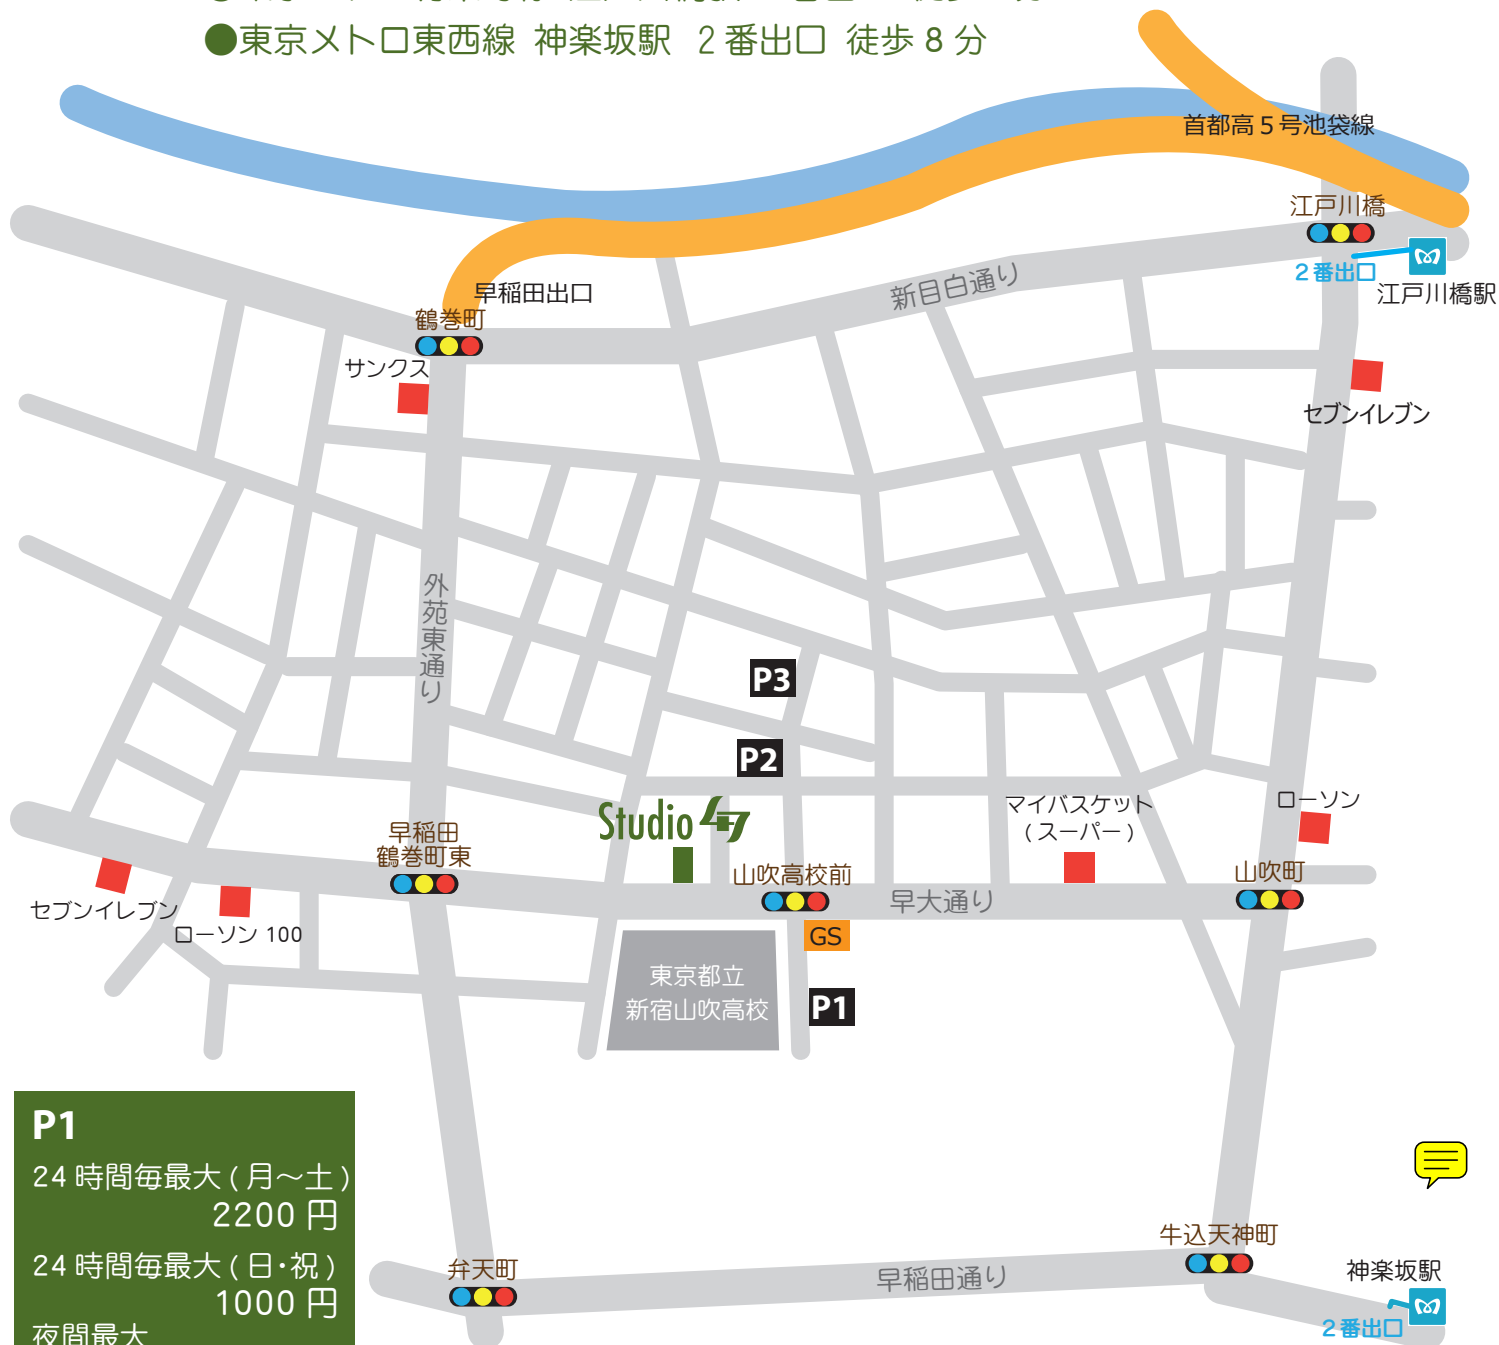 ●東京メトロ東西線 神楽坂駅 2番出口 徒歩8分
首都高5号池袋線
江戸川橋
2番出口
江戸川橋駅
新目白通り
早稲田出口
鶴巻町
サンクス
セブンイレブン
外苑東通り
P3
P2
Studio 47
マイバスケット
(スーパー)
ローソン
早稲田
鶴巻町東
山吹高校前
早大通り
山吹町
セブンイレブン
ローソン 100
GS
東京都立
新宿山吹高校
P1
P1
24時間毎最大(月〜土)
2200円
24時間毎最大(日・祝)
1000円
夜間最大
弁天町
早稲田通り
牛込天神町
神楽坂駅
2番出口